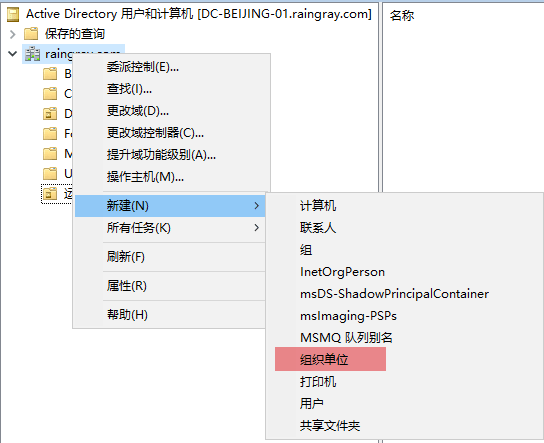 Active Directory 用户和计算机 [DC-BEIJING-01.raingray.com]
名称
保存的查询
raingray.com
委派控制(E)...
查找(I)...
更改域(D)...
更改域控制器(C)...
提升域功能级别(A)...
操作主机(M)...
新建(N)
所有任务(K)
刷新(F)
属性(R)
帮助(H)
计算机
联系人
组
InetOrgPerson
msDS-ShadowPrincipalContainer
msImaging-PSPs
MSMQ 队列别名
组织单位
打印机
用户
共享文件夹